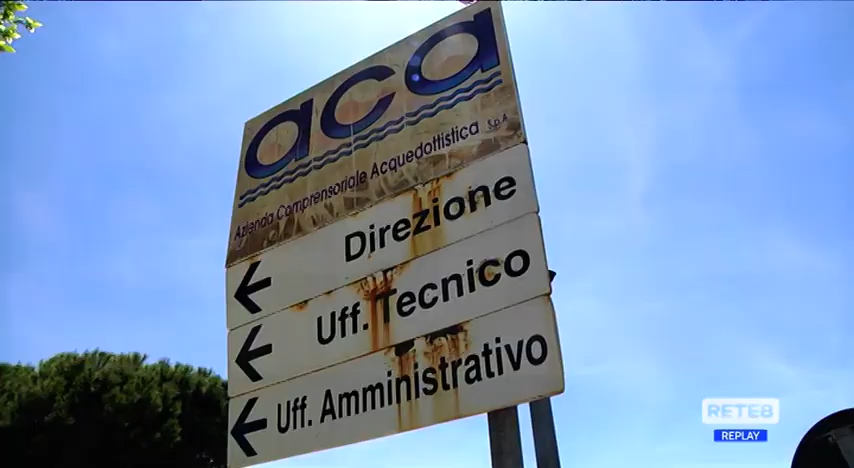 aca
Azienda Comprensoriale Acquedottistica S.p.A
Direzione
Uff. Tecnico
Uff. Amministrativo
RETE8
REPLAY